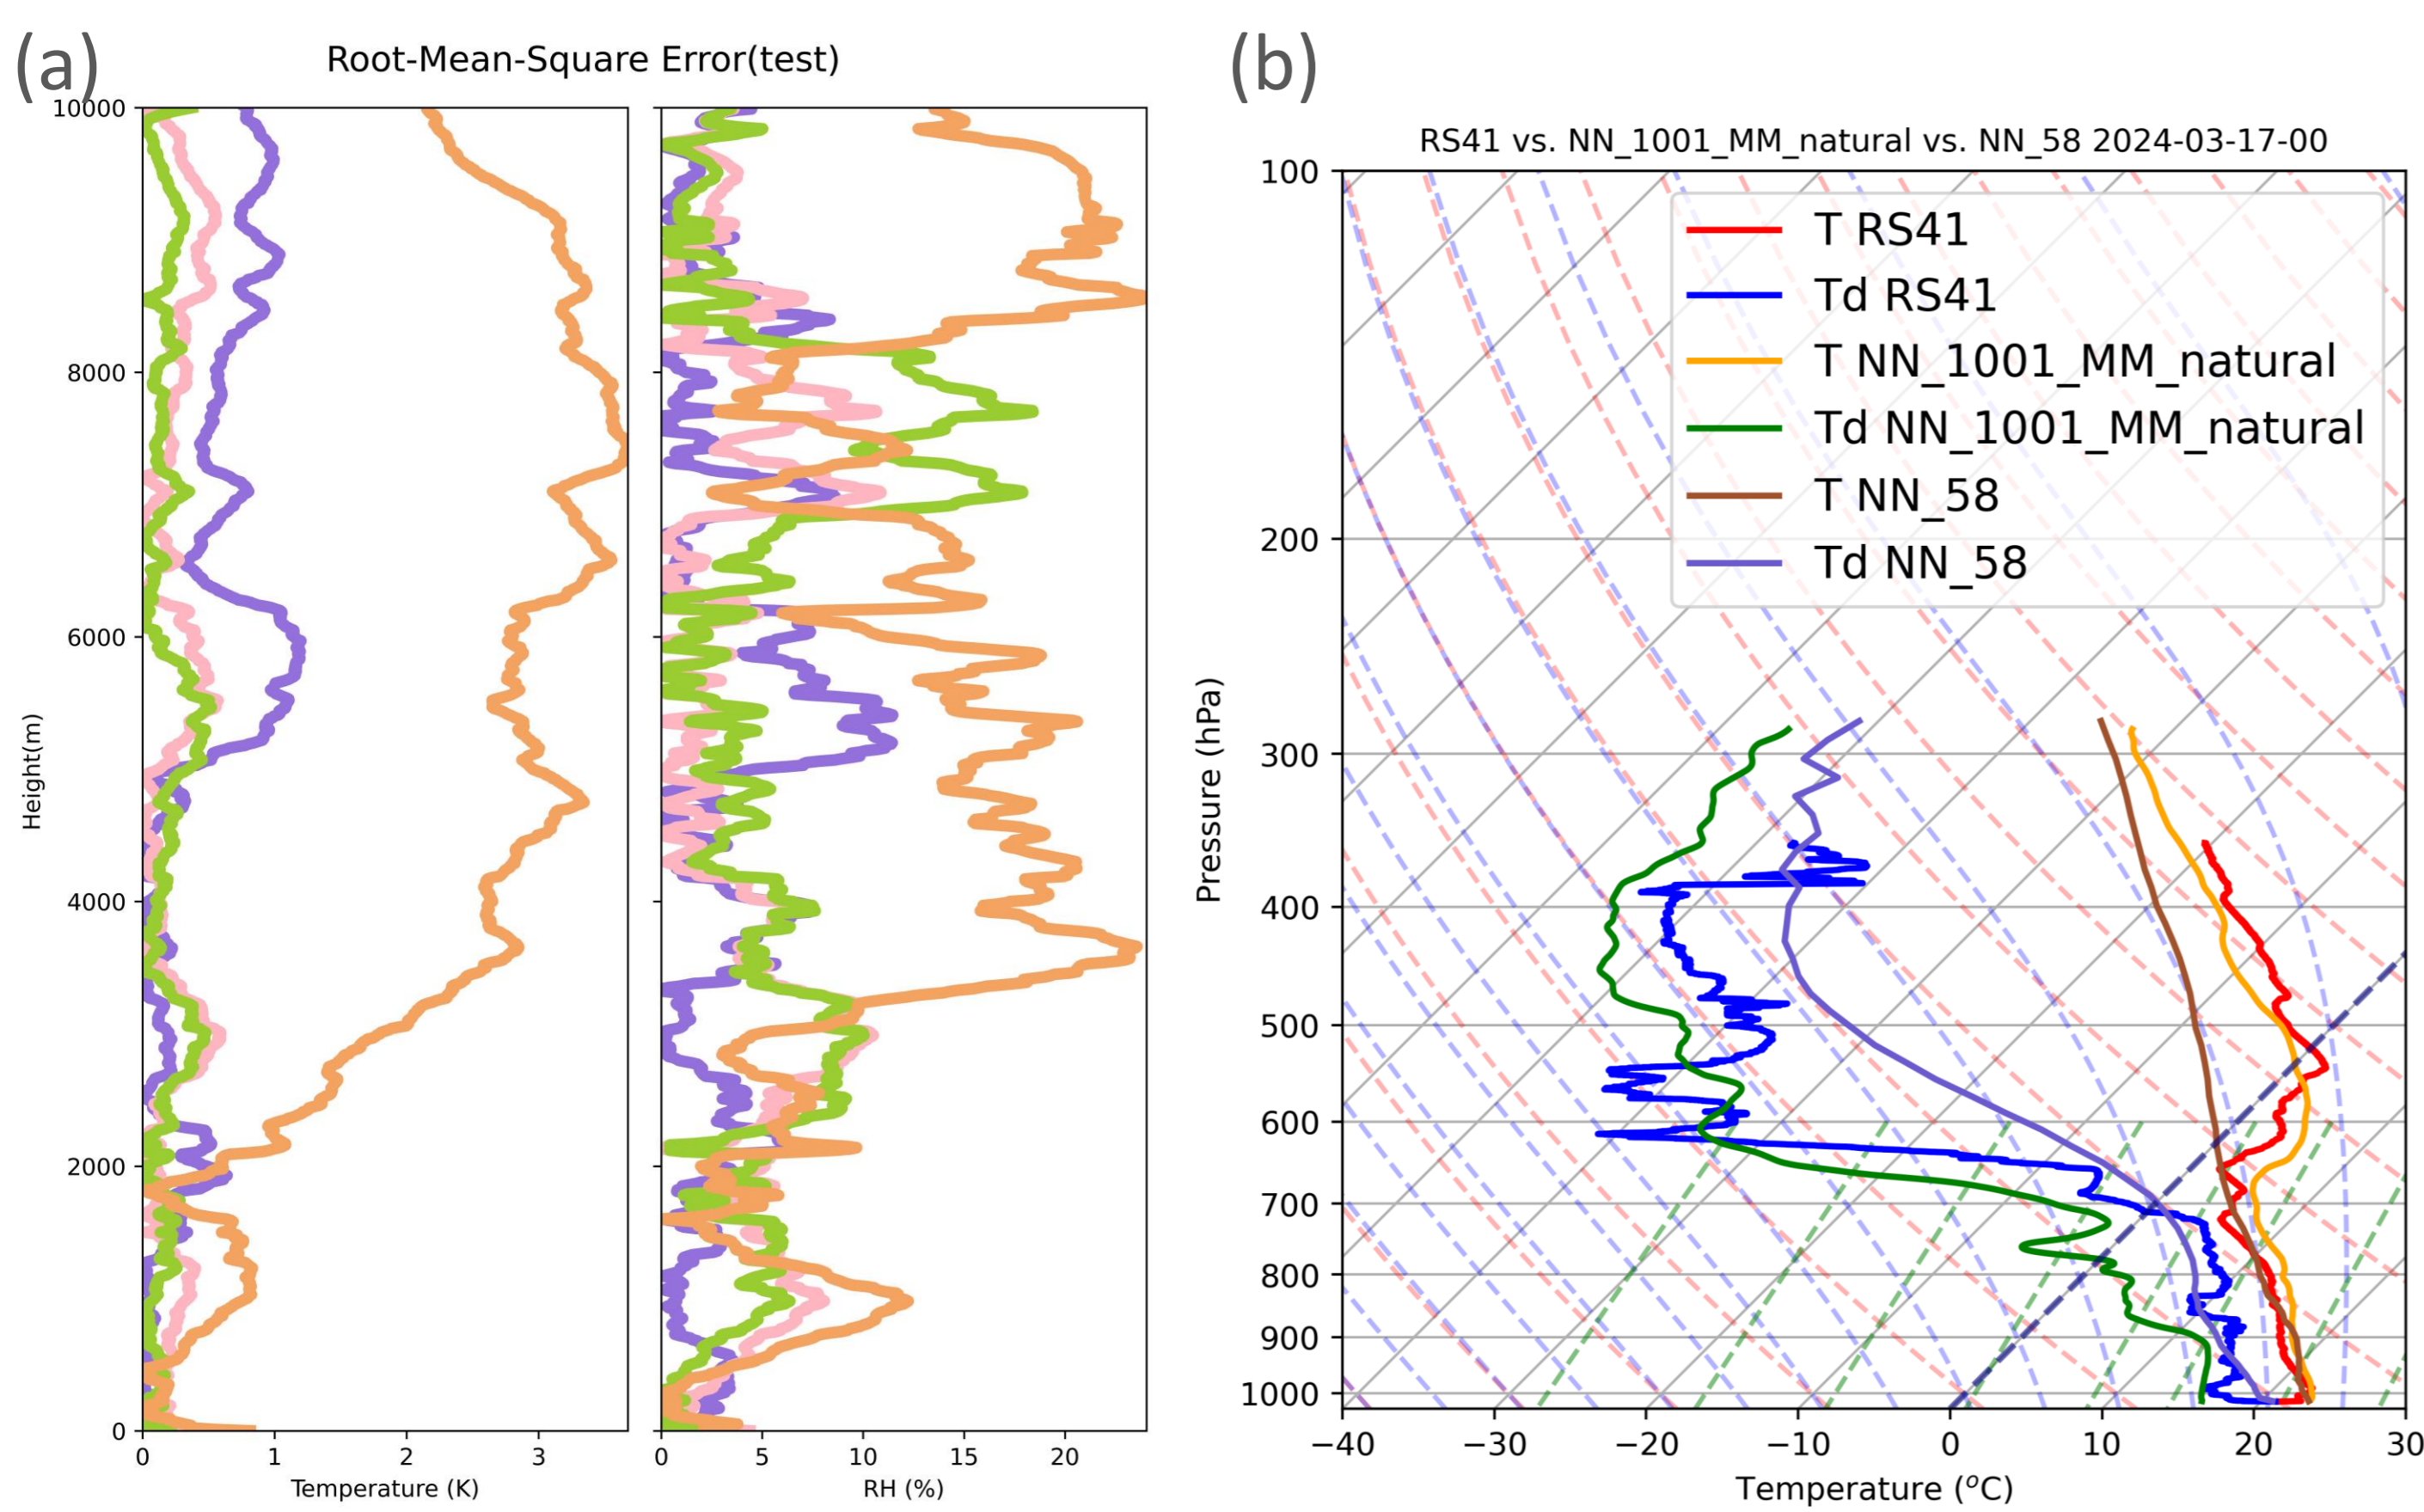 (a)
Root-Mean-Square Error(test)
10000
8000
6000
4000
2000
0
Height(m)
0 1 2 3
Temperature (K)
0 5 10 15 20
RH (%)
(b)
RS41 vs. NN_1001_MM_natural vs. NN_58 2024-03-17-00
T RS41
Td RS41
T NN_1001_MM_natural
Td NN_1001_MM_natural
T NN_58
Td NN_58
100
200
300
400
500
600
700
800
900
1000
Pressure (hPa)
−40 −30 −20 −10 0 10 20 30
Temperature (°C)